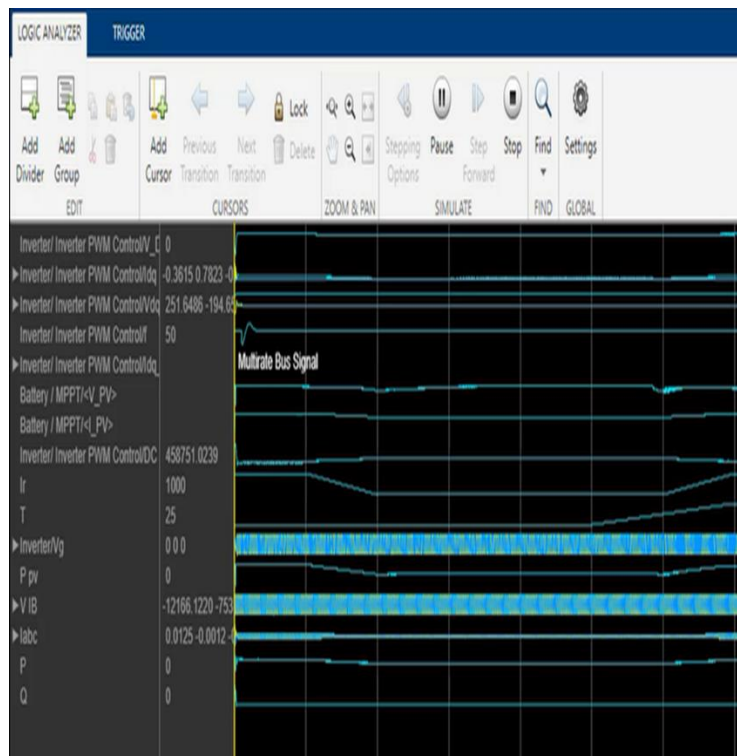 LOGIC ANALYZER TRIGGER
Add Divider
Add Group
Add Cursor
Previous Transition
Next Transition
Lock
Delete
Stepping Options
Pause
Step Forward
Stop
Find
Settings
EDIT CURSORS ZOOM & PAN SIMULATE FIND GLOBAL
Inverter/ Inverter PWM Control/V_D 0
Inverter/ Inverter PWM Control/Idq -0.3615 0.7823 -0
Inverter/ Inverter PWM Control/Vdq 251.6486 -194.65
Inverter/ Inverter PWM Control/f 50
Inverter/ Inverter PWM Control/Idq_ Multirate Bus Signal
Battery / MPPT/<V_PV>
Battery / MPPT/<I_PV>
Inverter/ Inverter PWM Control/DC 458751.0239
Ir 1000
T 25
Inverter/Vg 0 0 0
P pv 0
V IB -12166.1220 -753
Iabc 0.0125 -0.0012 -0
P 0
Q 0